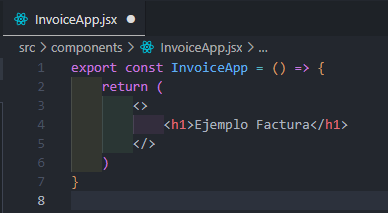 InvoiceApp.jsx
src > components > InvoiceApp.jsx > ...
1 export const InvoiceApp = () => {
2     return (
3         <>
4             <h1>Ejemplo Factura</h1>
5         </>
6     )
7 }
8